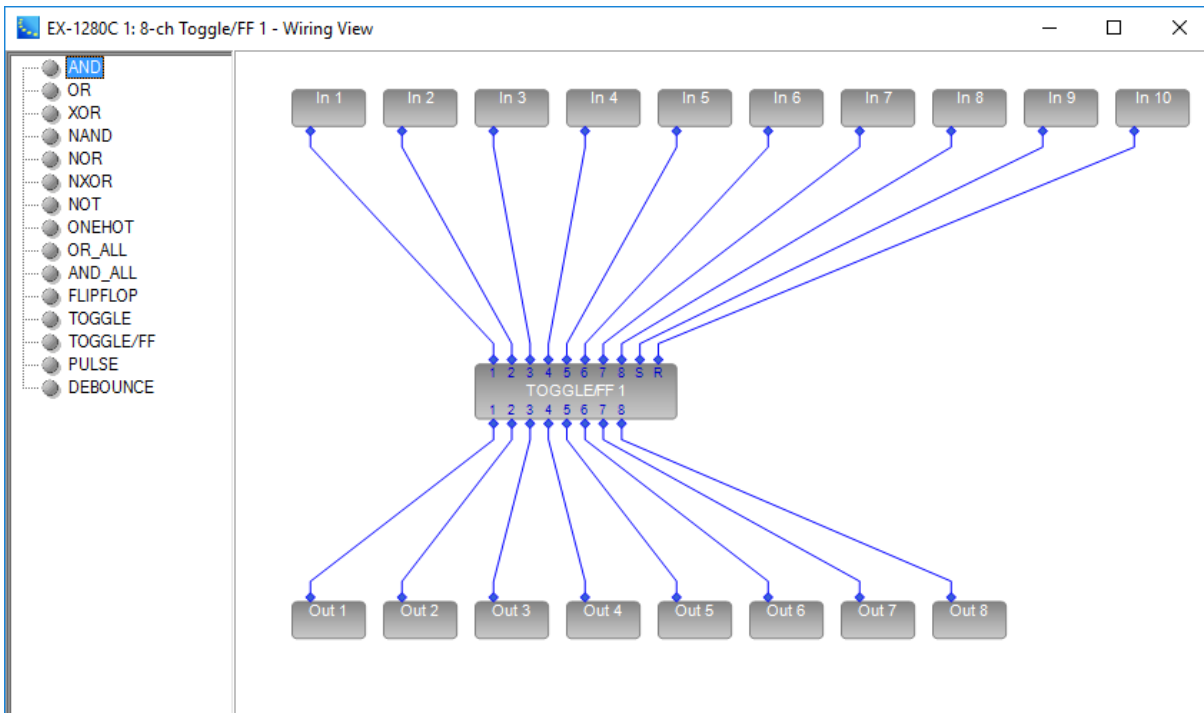 EX-1280C 1: 8-ch Toggle/FF 1 - Wiring View
AND
OR
XOR
NAND
NOR
NXOR
NOT
ONEHOT
OR_ALL
AND_ALL
FLIPFLOP
TOGGLE
TOGGLE/FF
PULSE
DEBOUNCE
In 1 In 2 In 3 In 4 In 5 In 6 In 7 In 8 In 9 In 10
1 2 3 4 5 6 7 8 S R
TOGGLE/FF 1
1 2 3 4 5 6 7 8
Out 1 Out 2 Out 3 Out 4 Out 5 Out 6 Out 7 Out 8